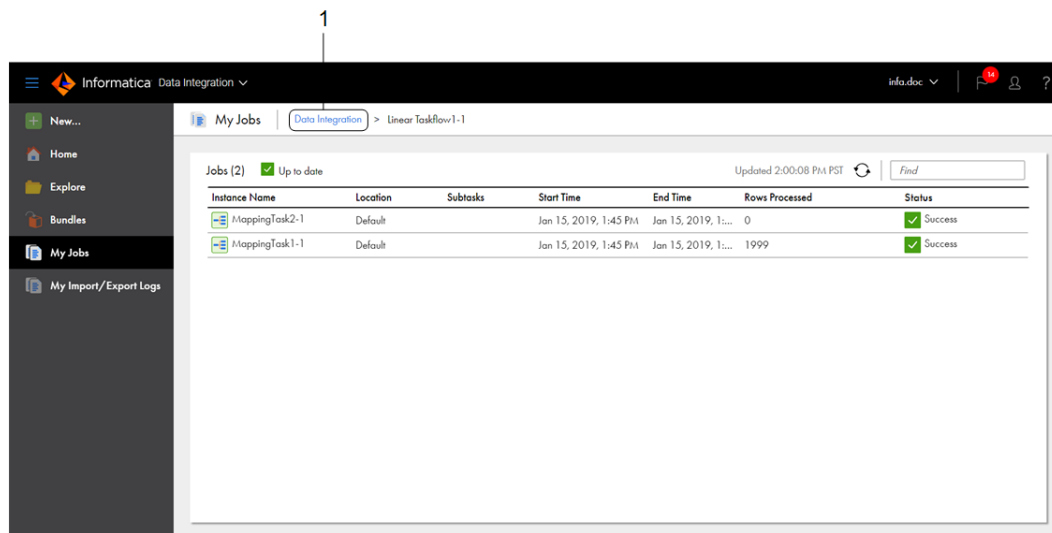 1
Informatica Data Integration
infa.doc
14
?
New...
My Jobs
Data Integration > Linear Taskflow1-1
Home
Explore
Bundles
My Jobs
My Import/Export Logs
Jobs (2) Up to date Updated 2:00:08 PM PST Find
Instance Name Location Subtasks Start Time End Time Rows Processed Status
MappingTask2-1 Default Jan 15, 2019, 1:45 PM Jan 15, 2019, 1:... 0 Success
MappingTask1-1 Default Jan 15, 2019, 1:45 PM Jan 15, 2019, 1:... 1999 Success